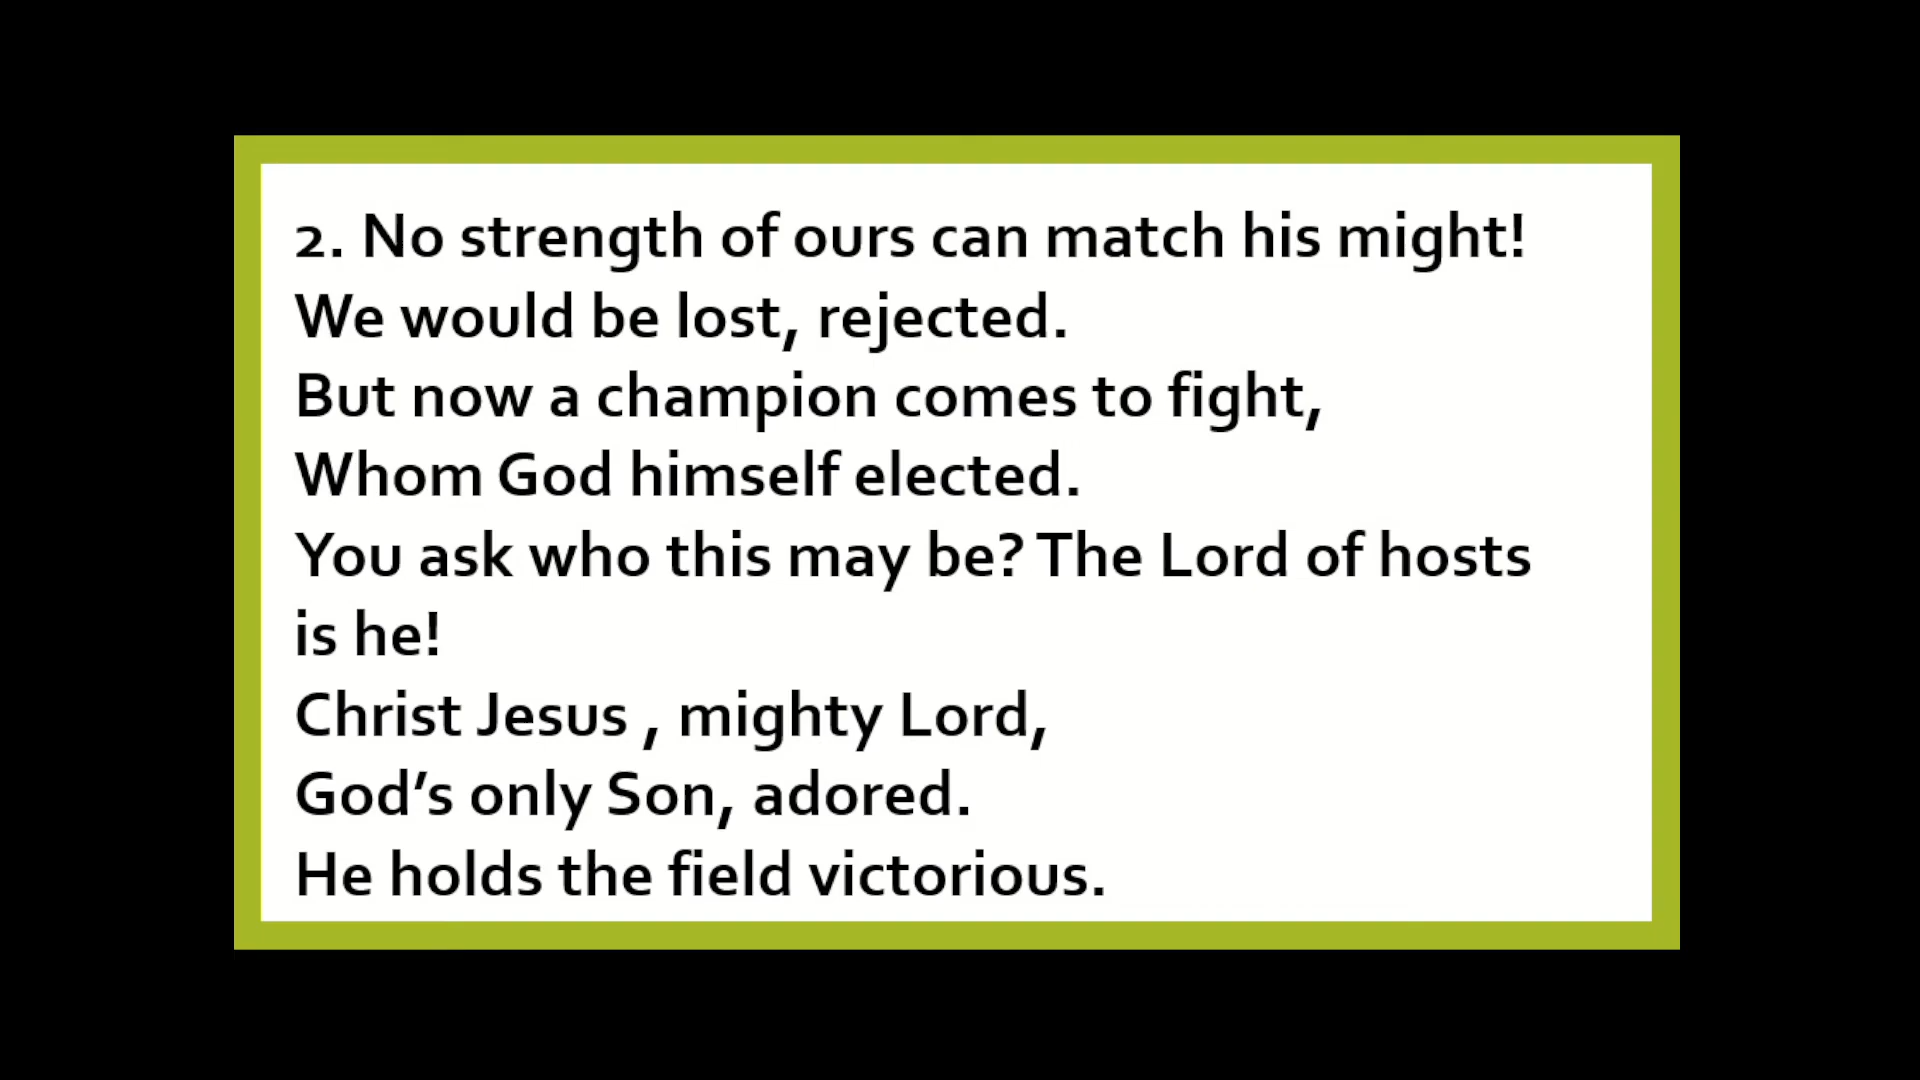 2. No strength of ours can match his might!
We would be lost, rejected.
But now a champion comes to fight,
Whom God himself elected.
You ask who this may be? The Lord of hosts
is he!
Christ Jesus , mighty Lord,
God’s only Son, adored.
He holds the field victorious.